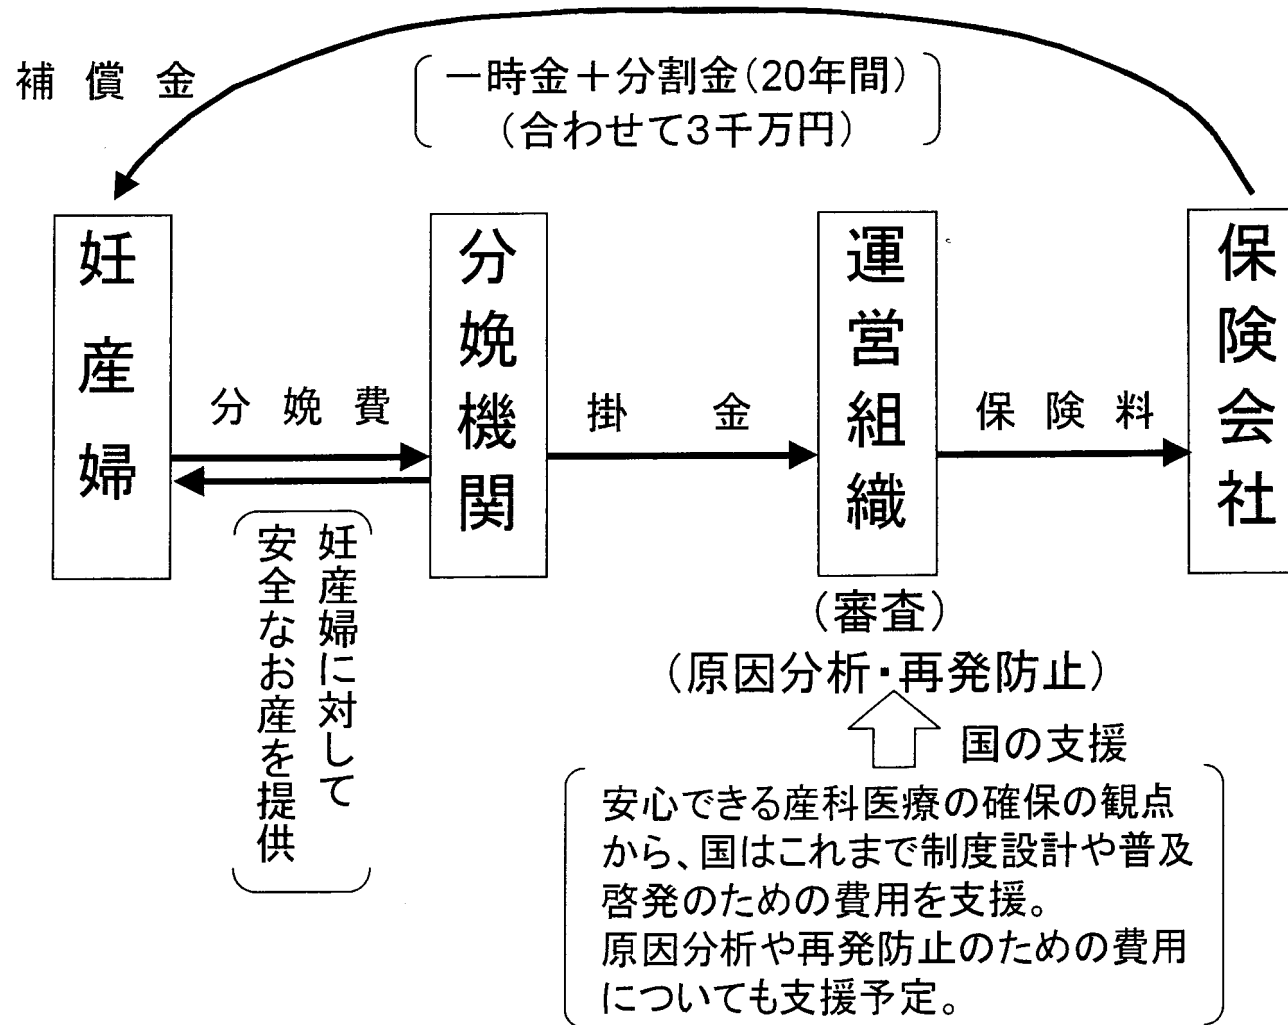 補償金
一時金＋分割金(20年間)
(合わせて3千万円)
妊産婦
分娩機関
運営組織
保険会社
分娩費
掛金
保険料
妊産婦に対して
安全なお産を提供
(審査)
(原因分析・再発防止)
国の支援
安心できる産科医療の確保の観点
から、国はこれまで制度設計や普及
啓発のための費用を支援。
原因分析や再発防止のための費用
についても支援予定。